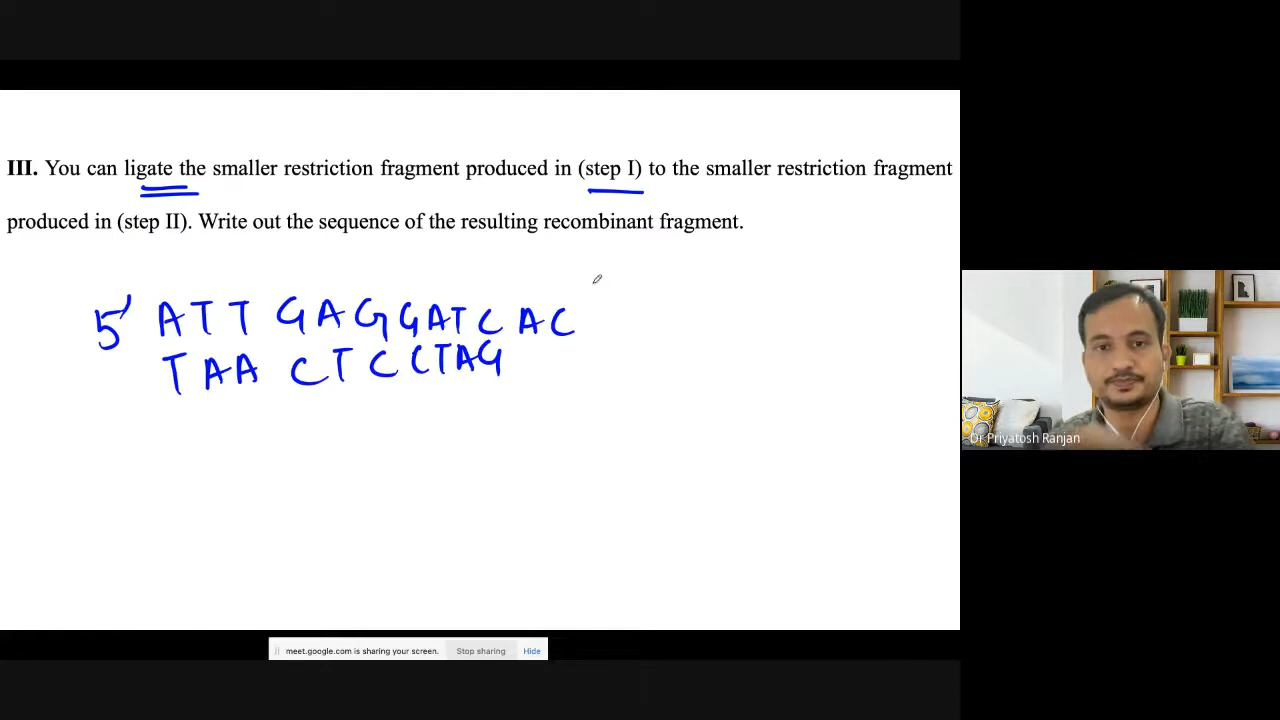 III. You can ligate the smaller restriction fragment produced in (step I) to the smaller restriction fragment
produced in (step II). Write out the sequence of the resulting recombinant fragment.
5' ATT GAGGATCAC
TAA CTCCTAG
Dr Priyatosh Ranjan
meet.google.com is sharing your screen. Stop sharing Hide